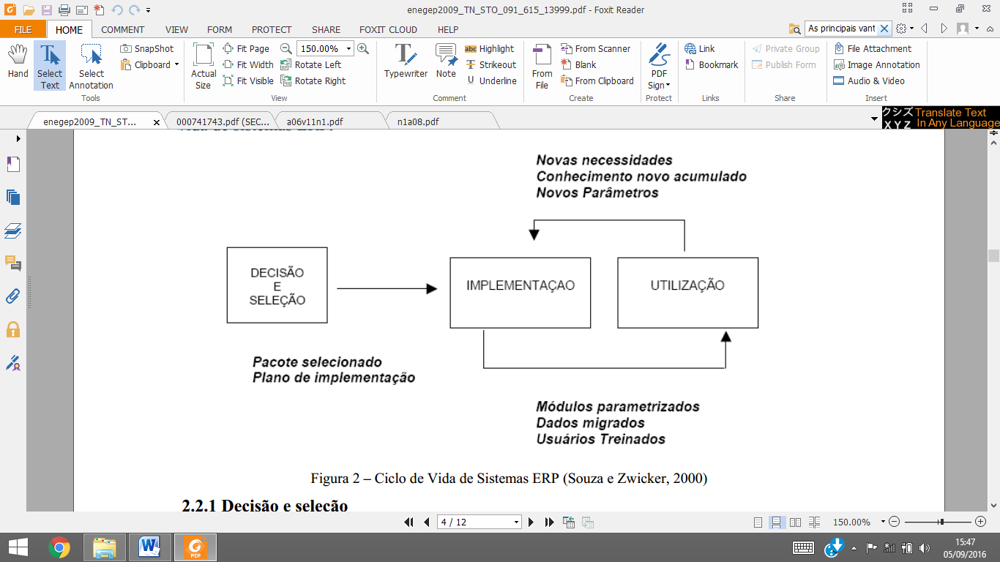 enegep2009_TN_STO_091_615_13999.pdf - Foxit Reader
FILE HOME COMMENT VIEW FORM PROTECT SHARE FOXIT CLOUD HELP
As principais vant
Hand
Select
Text
Select
Annotation
SnapShot
Clipboard
Tools
Actual
Size
Fit Page
Fit Width
Fit Visible
150.00%
Rotate Left
Rotate Right
View
Typewriter
Note
abc Highlight
Strikeout
U Underline
Comment
From
File
From Scanner
Blank
From Clipboard
Create
PDF
Sign
Protect
Link
Bookmark
Links
Private Group
Publish Form
Share
File Attachment
Image Annotation
Audio & Video
Insert
enegep2009_TN_ST...
000741743.pdf (SEC...
a06v11n1.pdf
n1a08.pdf
クシズ Translate Text
X Y Z In Any Language
Novas necessidades
Conhecimento novo acumulado
Novos Parâmetros
DECISÃO
E
SELEÇÃO
IMPLEMENTAÇAO
UTILIZAÇÃO
Pacote selecionado
Plano de implementação
Módulos parametrizados
Dados migrados
Usuários Treinados
Figura 2 – Ciclo de Vida de Sistemas ERP (Souza e Zwicker, 2000)
2.2.1 Decisão e seleção
4 / 12
150.00%
15:47
05/09/2016